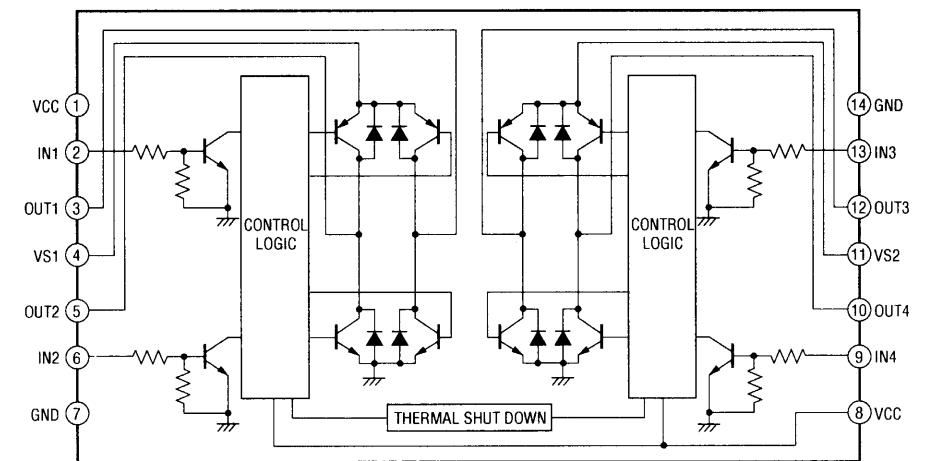 VCC 1
IN1 2
OUT1 3
VS1 4
OUT2 5
IN2 6
GND 7
CONTROL
LOGIC
CONTROL
LOGIC
THERMAL SHUT DOWN
14 GND
13 IN3
12 OUT3
11 VS2
10 OUT4
9 IN4
8 VCC